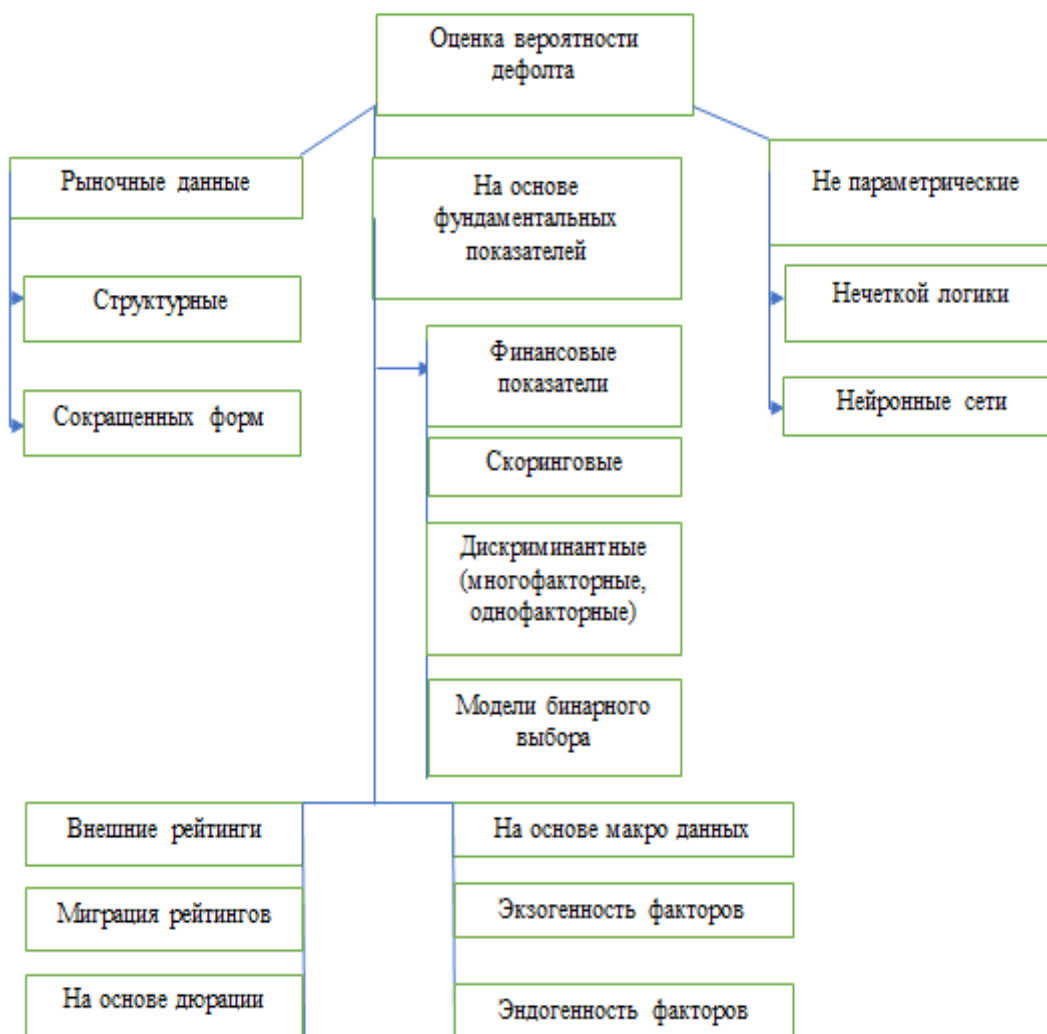 Оценка вероятности
дефолта
Рыночные данные
Структурные
Сокращенных форм
На основе
фундаментальных
показателей
Финансовые
показатели
Скоринговые
Дискриминантные
(многофакторные,
однофакторные)
Модели бинарного
выбора
Не параметрические
Нечеткой логики
Нейронные сети
Внешние рейтинги
Миграция рейтингов
На основе дюрации
На основе макро данных
Экзогенность факторов
Эндогенность факторов